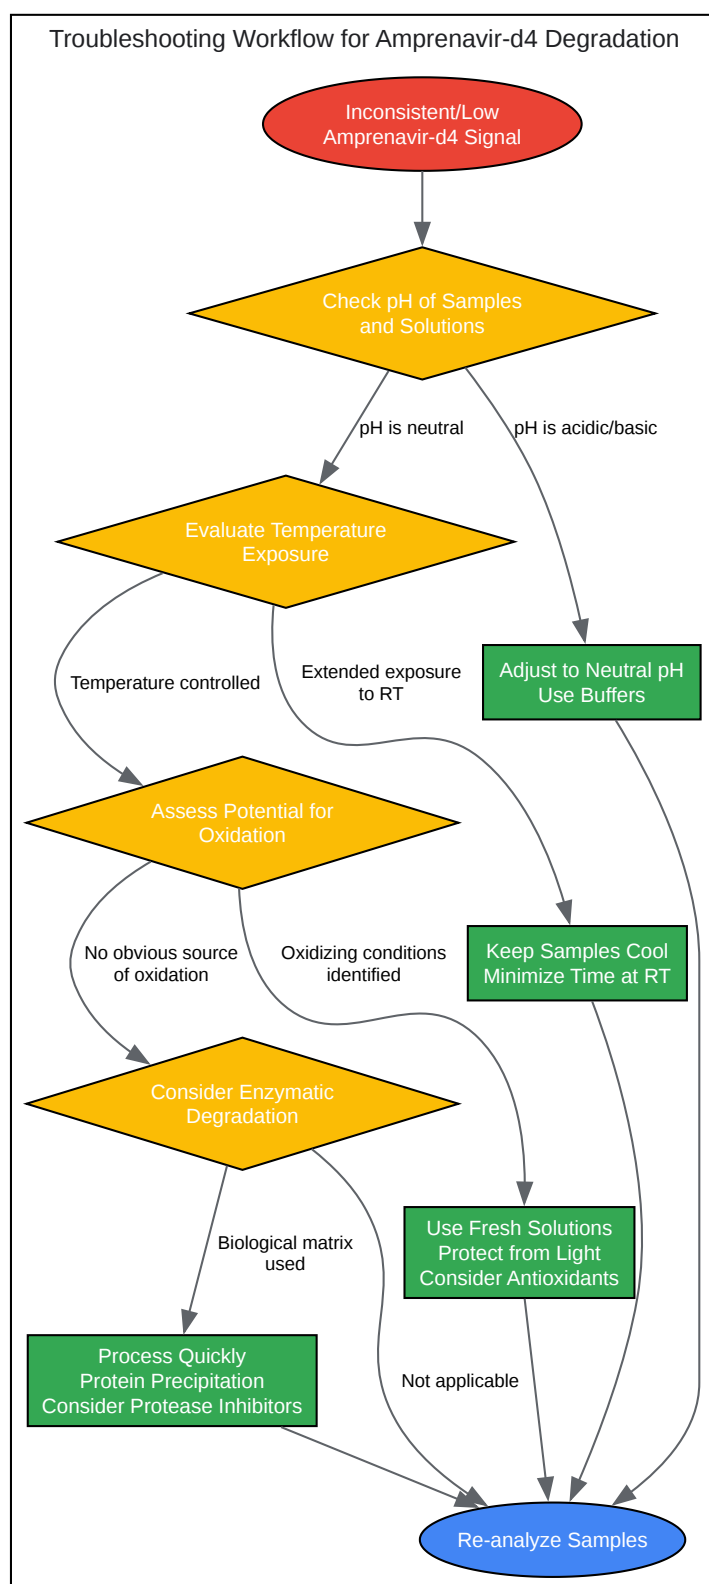 Troubleshooting Workflow for Amprenavir-d4 Degradation
Inconsistent/Low
Amprenavir-d4 Signal
Check pH of Samples
and Solutions
pH is neutral
pH is acidic/basic
Evaluate Temperature
Exposure
Temperature controlled
Extended exposure
to RT
Adjust to Neutral pH
Use Buffers
Assess Potential for
Oxidation
No obvious source
of oxidation
Oxidizing conditions
identified
Keep Samples Cool
Minimize Time at RT
Consider Enzymatic
Degradation
Biological matrix
used
Use Fresh Solutions
Protect from Light
Consider Antioxidants
Process Quickly
Protein Precipitation
Consider Protease Inhibitors
Not applicable
Re-analyze Samples